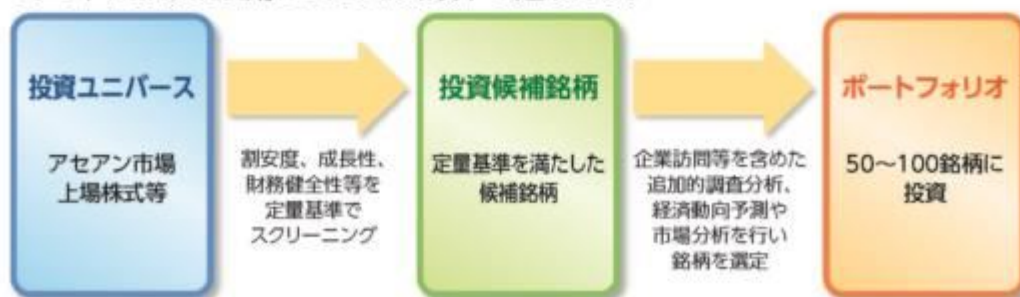 投資ユニバース
アセアン市場
上場株式等
割安度、成長性、
財務健全性等を
定量基準で
スクリーニング
投資候補銘柄
定量基準を満たした
候補銘柄
企業訪問等を含めた
追加的調査分析、
経済動向予測や
市場分析を行い
銘柄を選定
ポートフォリオ
50～100銘柄に
投資